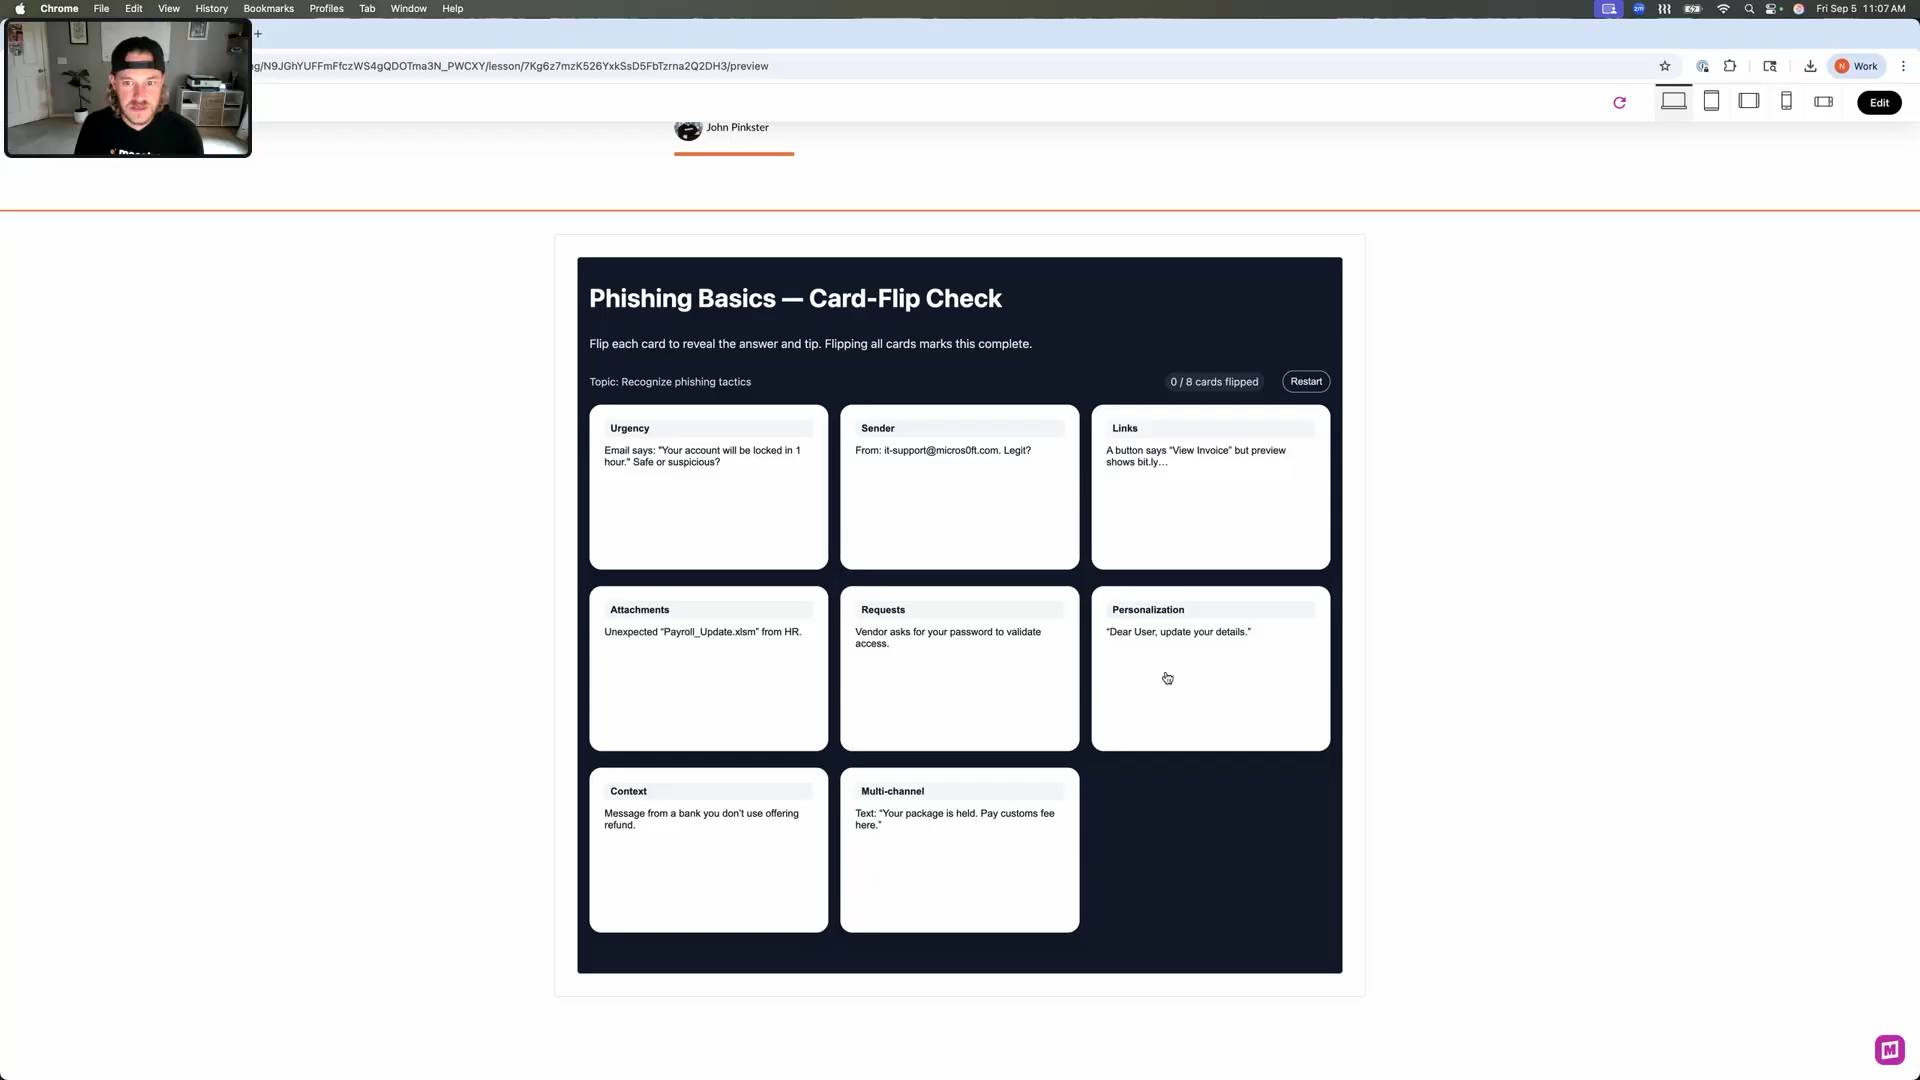 Chrome File Edit View History Bookmarks Profiles Tab Window Help
Fri Sep 5 11:07 AM
g/N9JGhYUFFmFfczWS4gQDOTma3N_PWCXY/lesson/7Kg6z7mzK526YxkSsD5FbTzrna2Q2DH3/preview
N Work
Edit
John Pinkster
Phishing Basics — Card-Flip Check
Flip each card to reveal the answer and tip. Flipping all cards marks this complete.
Topic: Recognize phishing tactics
0 / 8 cards flipped
Restart
Urgency
Email says: "Your account will be locked in 1
hour." Safe or suspicious?
Sender
From: it-support@micros0ft.com. Legit?
Links
A button says “View Invoice” but preview
shows bit.ly…
Attachments
Unexpected “Payroll_Update.xlsm” from HR.
Requests
Vendor asks for your password to validate
access.
Personalization
“Dear User, update your details.”
Context
Message from a bank you don’t use offering
refund.
Multi-channel
Text: “Your package is held. Pay customs fee
here.”